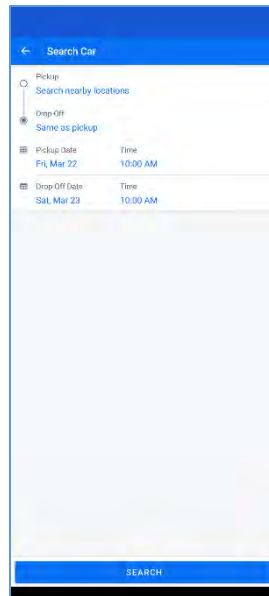 Search Car
Pickup
Search nearby locations
Drop-Off
Same as pickup
Pickup Date Time
Fri, Mar 22 10:00 AM
Drop-Off Date Time
Sat, Mar 23 10:00 AM
SEARCH